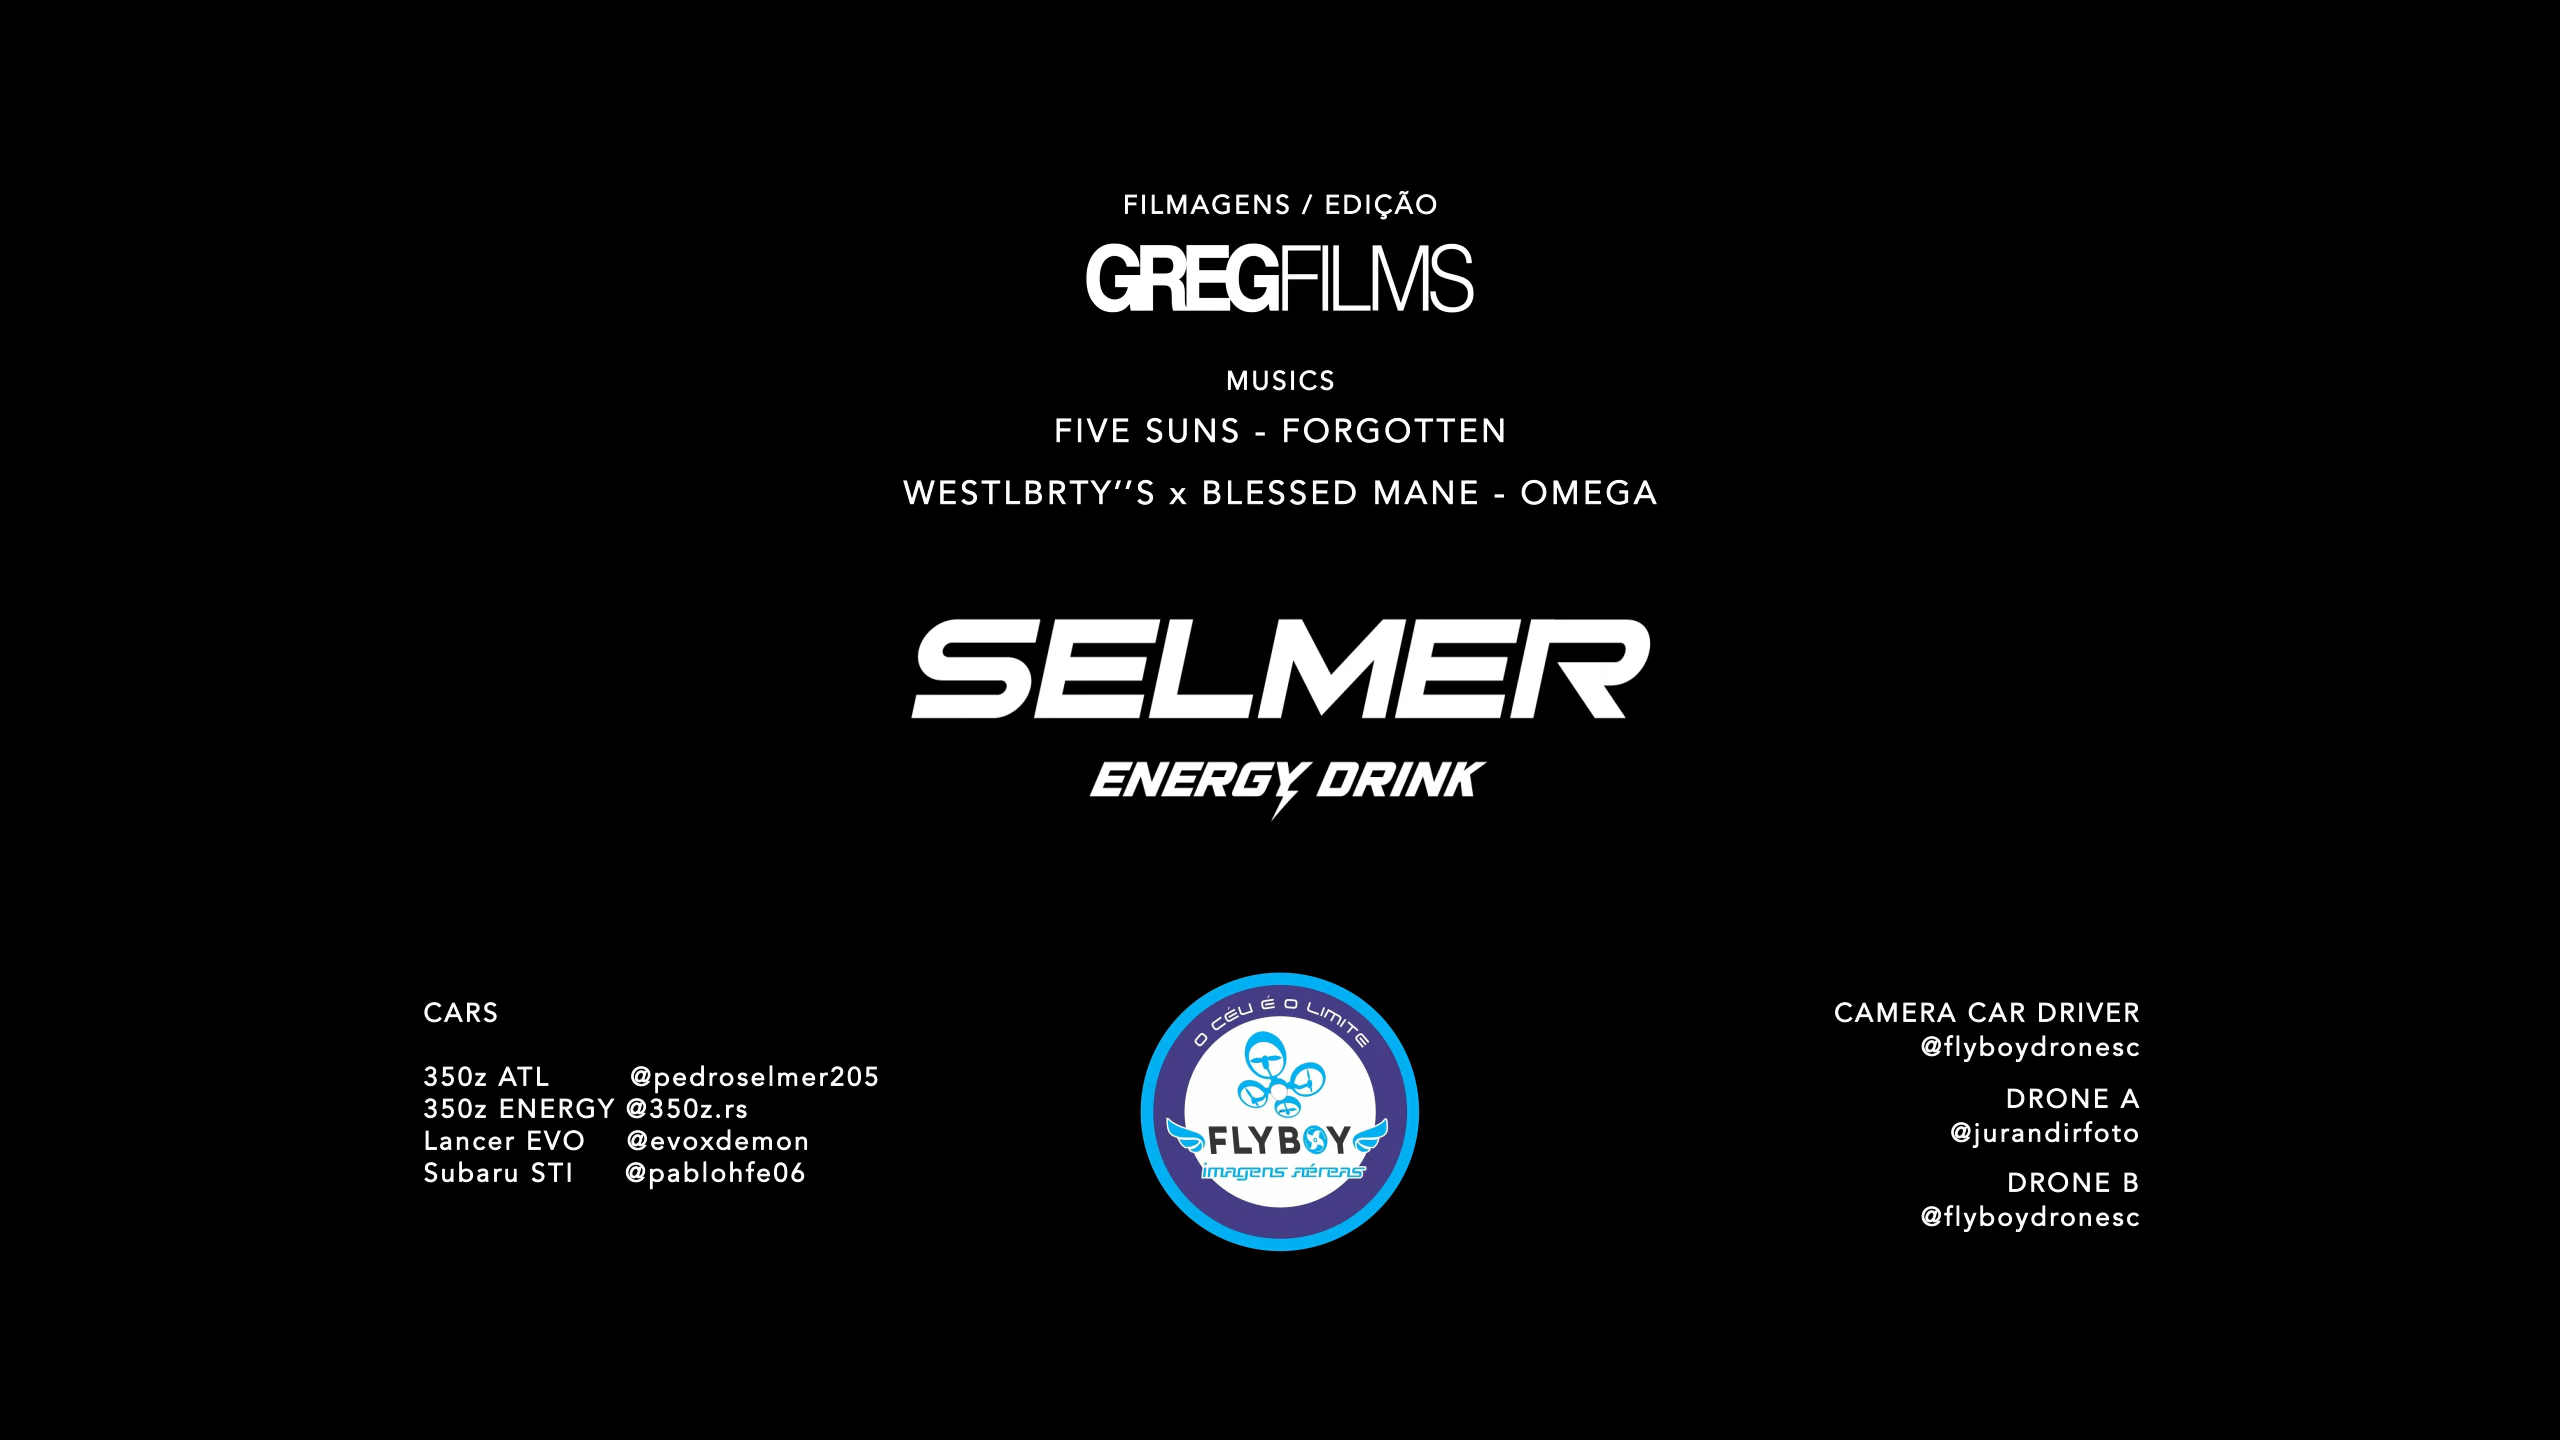 FILMAGENS / EDIÇÃO
GREGFILMS
MUSICS
FIVE SUNS - FORGOTTEN
WESTLBRTY’’S x BLESSED MANE - OMEGA
SELMER
ENERGY DRINK
CARS
350z ATL @pedroselmer205
350z ENERGY @350z.rs
Lancer EVO @evoxdemon
Subaru STI @pablohfe06
O CÉU É O LIMITE
FLYBOY
imagens aéreas
CAMERA CAR DRIVER
@flyboydronesc
DRONE A
@jurandirfoto
DRONE B
@flyboydronesc